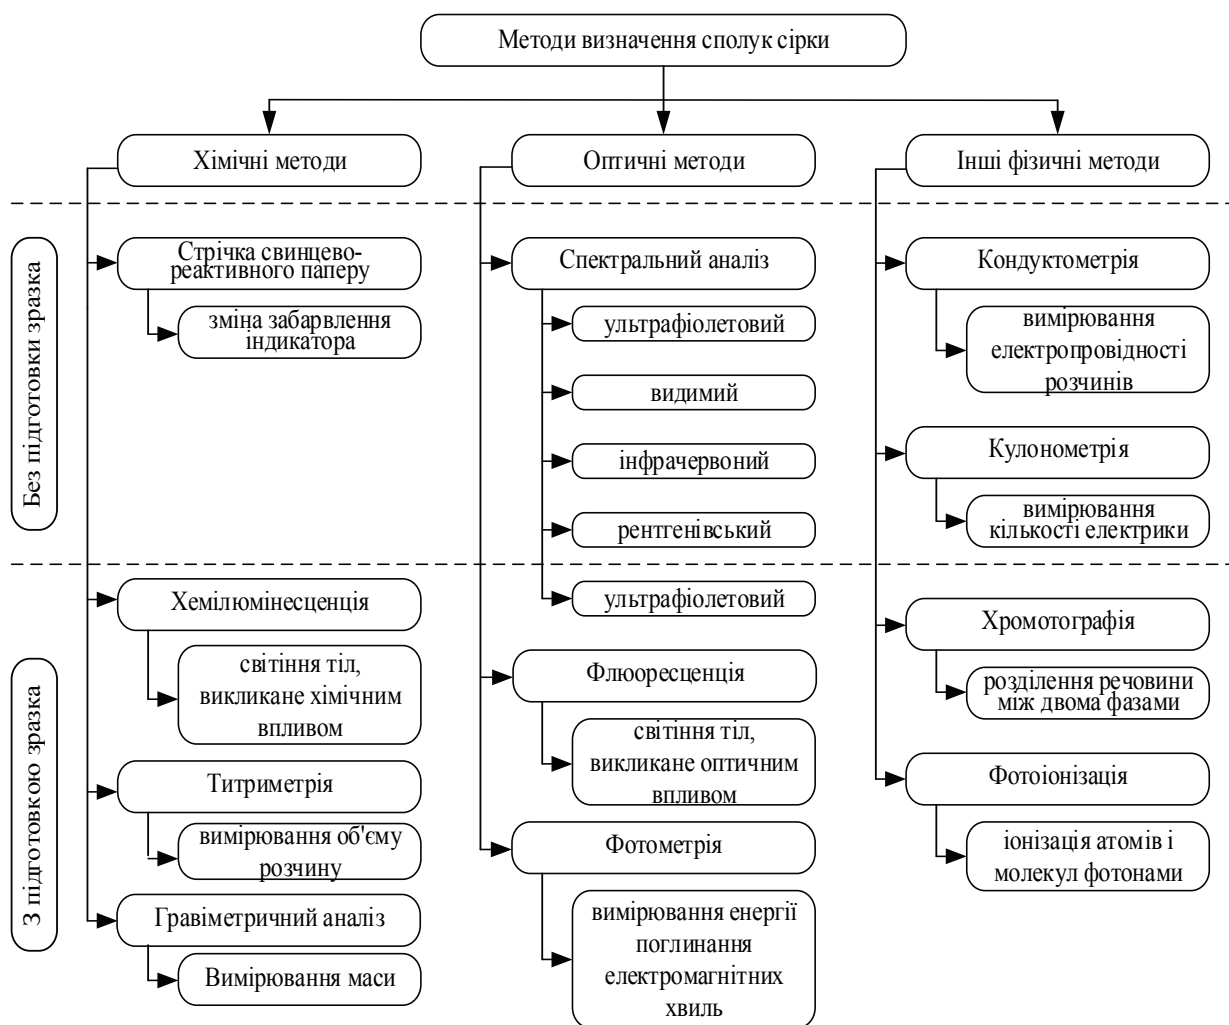 Методи визначення сполук сірки
Хімічні методи
Оптичні методи
Інші фізичні методи
Без підготовки зразка
Стрічка свинцево-
реактивного паперу
зміна забарвлення
індикатора
Спектральний аналіз
ультрафіолетовий
видимий
інфрачервоний
рентгенівський
Кондуктометрія
вимірювання
електропровідності
розчинів
Кулонометрія
вимірювання
кількості електрики
З підготовкою зразка
Хемілюмінесценція
світіння тіл,
викликане хімічним
впливом
Титриметрія
вимірювання об'єму
розчину
Гравіметричний аналіз
Вимірювання маси
ультрафіолетовий
Флюоресценція
світіння тіл,
викликане оптичним
впливом
Фотометрія
вимірювання енергії
поглинання
електромагнітних
хвиль
Хромотографія
розділення речовини
між двома фазами
Фотоіонізація
іонізація атомів і
молекул фотонами